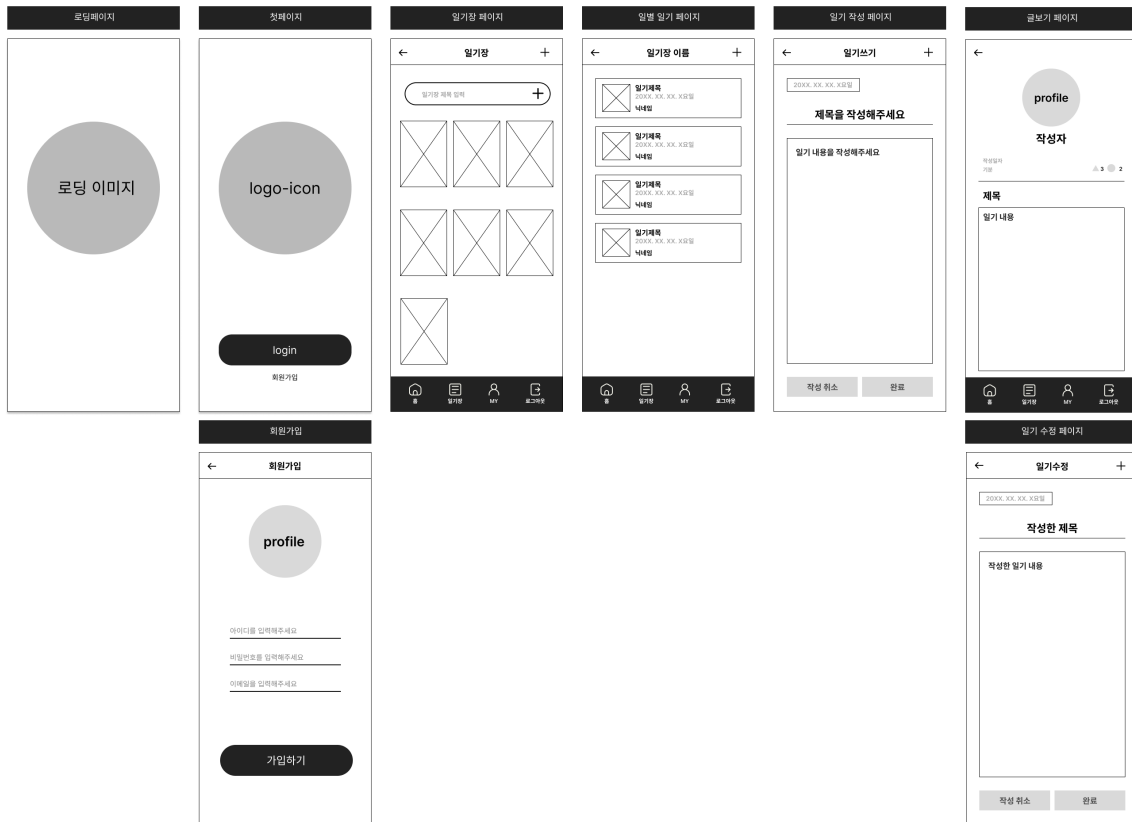 로딩페이지
로딩 이미지
첫페이지
logo-icon
login
회원가입
일기장 페이지
일기장
일기장 제목 입력
홈
일기장
MY
로그아웃
일별 일기 페이지
일기장 이름
일기제목
20XX. XX. XX. X요일
닉네임
일기제목
20XX. XX. XX. X요일
닉네임
일기제목
20XX. XX. XX. X요일
닉네임
일기제목
20XX. XX. XX. X요일
닉네임
홈
일기장
MY
로그아웃
일기 작성 페이지
일기쓰기
20XX. XX. XX. X요일
제목을 작성해주세요
일기 내용을 작성해주세요
작성 취소
완료
글보기 페이지
profile
작성자
작성일자
기분
3 2
제목
일기 내용
홈
일기장
MY
로그아웃
회원가입
회원가입
profile
아이디를 입력해주세요
비밀번호를 입력해주세요
이메일을 입력해주세요
가입하기
일기 수정 페이지
일기수정
20XX. XX. XX. X요일
작성한 제목
작성한 일기 내용
작성 취소
완료